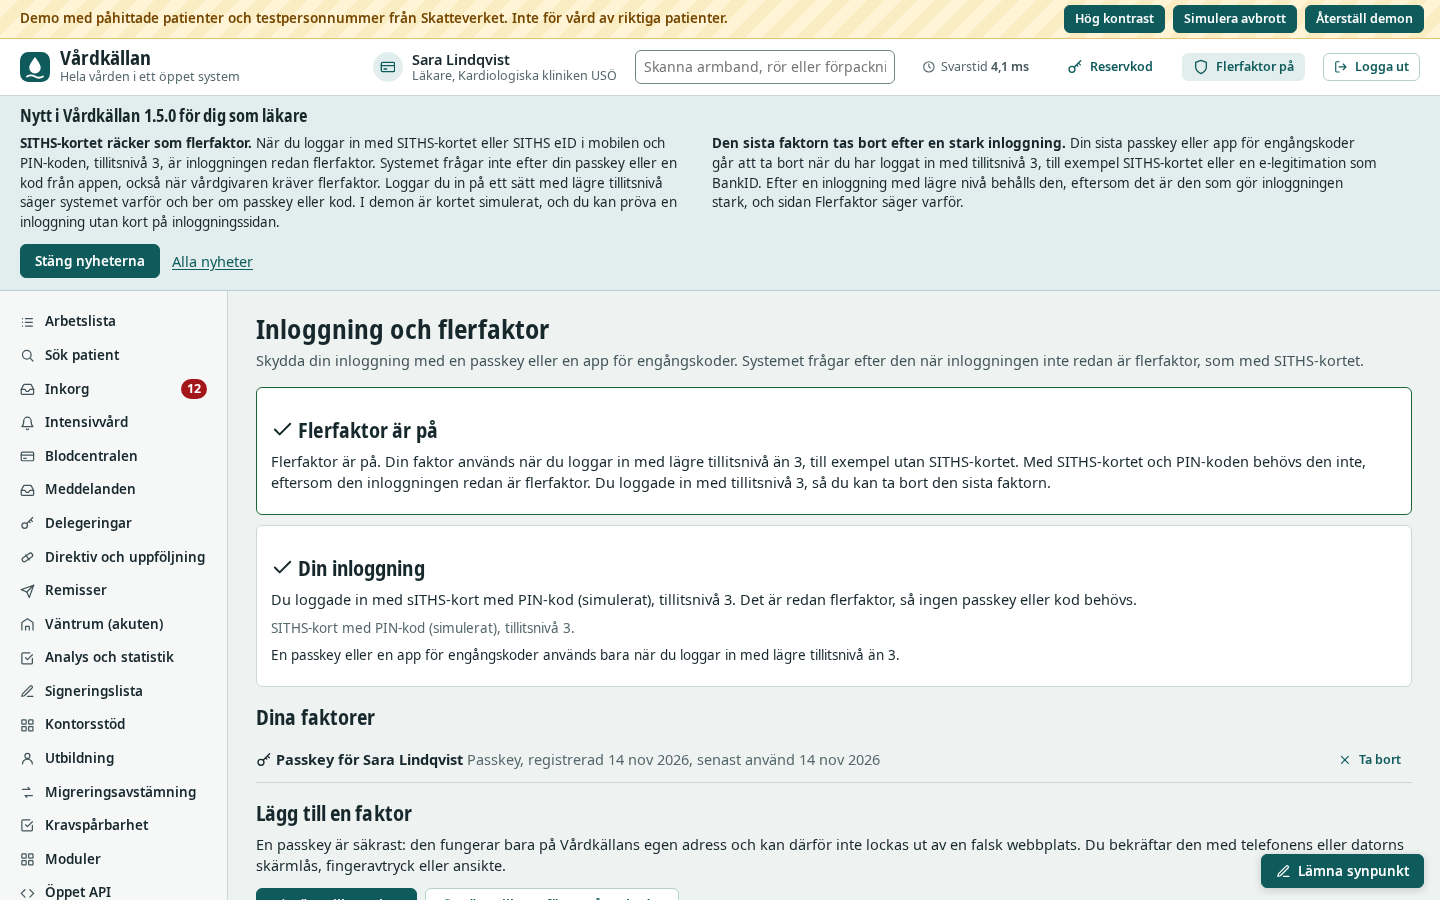 Demo med påhittade patienter och testpersonnummer från Skatteverket. Inte för vård av riktiga patienter.
Hög kontrast
Simulera avbrott
Återställ demon
Vårdkällan
Hela vården i ett öppet system
Sara Lindqvist
Läkare, Kardiologiska kliniken USÖ
Skanna armband, rör eller förpackni
Svarstid 4,1 ms
Reservkod
Flerfaktor på
Logga ut
Nytt i Vårdkällan 1.5.0 för dig som läkare
SITHS-kortet räcker som flerfaktor. När du loggar in med SITHS-kortet eller SITHS eID i mobilen och
PIN-koden, tillitsnivå 3, är inloggningen redan flerfaktor. Systemet frågar inte efter din passkey eller en
kod från appen, också när vårdgivaren kräver flerfaktor. Loggar du in på ett sätt med lägre tillitsnivå
säger systemet varför och ber om passkey eller kod. I demon är kortet simulerat, och du kan pröva en
inloggning utan kort på inloggningssidan.
Den sista faktorn tas bort efter en stark inloggning. Din sista passkey eller app för engångskoder
går att ta bort när du har loggat in med tillitsnivå 3, till exempel SITHS-kortet eller en e-legitimation som
BankID. Efter en inloggning med lägre nivå behålls den, eftersom det är den som gör inloggningen
stark, och sidan Flerfaktor säger varför.
Stäng nyheterna
Alla nyheter
Arbetslista
Sök patient
Inkorg
12
Intensivvård
Blodcentralen
Meddelanden
Delegeringar
Direktiv och uppföljning
Remisser
Väntrum (akuten)
Analys och statistik
Signeringslista
Kontorsstöd
Utbildning
Migreringsavstämning
Kravspårbarhet
Moduler
Öppet API
Inloggning och flerfaktor
Skydda din inloggning med en passkey eller en app för engångskoder. Systemet frågar efter den när inloggningen inte redan är flerfaktor, som med SITHS-kortet.
Flerfaktor är på
Flerfaktor är på. Din faktor används när du loggar in med lägre tillitsnivå än 3, till exempel utan SITHS-kortet. Med SITHS-kortet och PIN-koden behövs den inte,
eftersom den inloggningen redan är flerfaktor. Du loggade in med tillitsnivå 3, så du kan ta bort den sista faktorn.
Din inloggning
Du loggade in med sITHS-kort med PIN-kod (simulerat), tillitsnivå 3. Det är redan flerfaktor, så ingen passkey eller kod behövs.
SITHS-kort med PIN-kod (simulerat), tillitsnivå 3.
En passkey eller en app för engångskoder används bara när du loggar in med lägre tillitsnivå än 3.
Dina faktorer
Passkey för Sara Lindqvist Passkey, registrerad 14 nov 2026, senast använd 14 nov 2026
Ta bort
Lägg till en faktor
En passkey är säkrast: den fungerar bara på Vårdkällans egen adress och kan därför inte lockas ut av en falsk webbplats. Du bekräftar den med telefonens eller datorns
skärmlås, fingeravtryck eller ansikte.
Lämna synpunkt